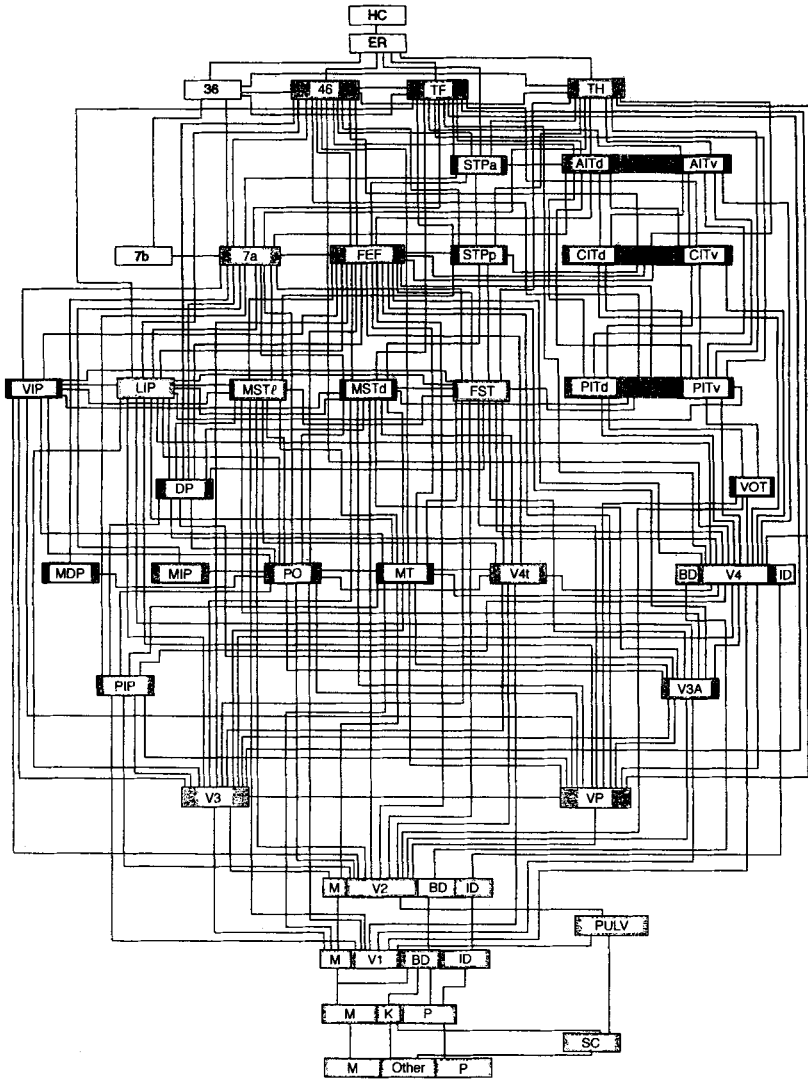 HC
ER
36 46 TF TH
STPa AITd AITv
7b 7a FEF STPp CITd CITv
VIP LIP MSTℓ MSTd FST PITd PITv
DP VOT
MDP MIP PO MT V4t BD V4 ID
PIP V3A
V3 VP
M V2 BD ID
PULV
M V1 BD ID
M K P
SC
M Other P